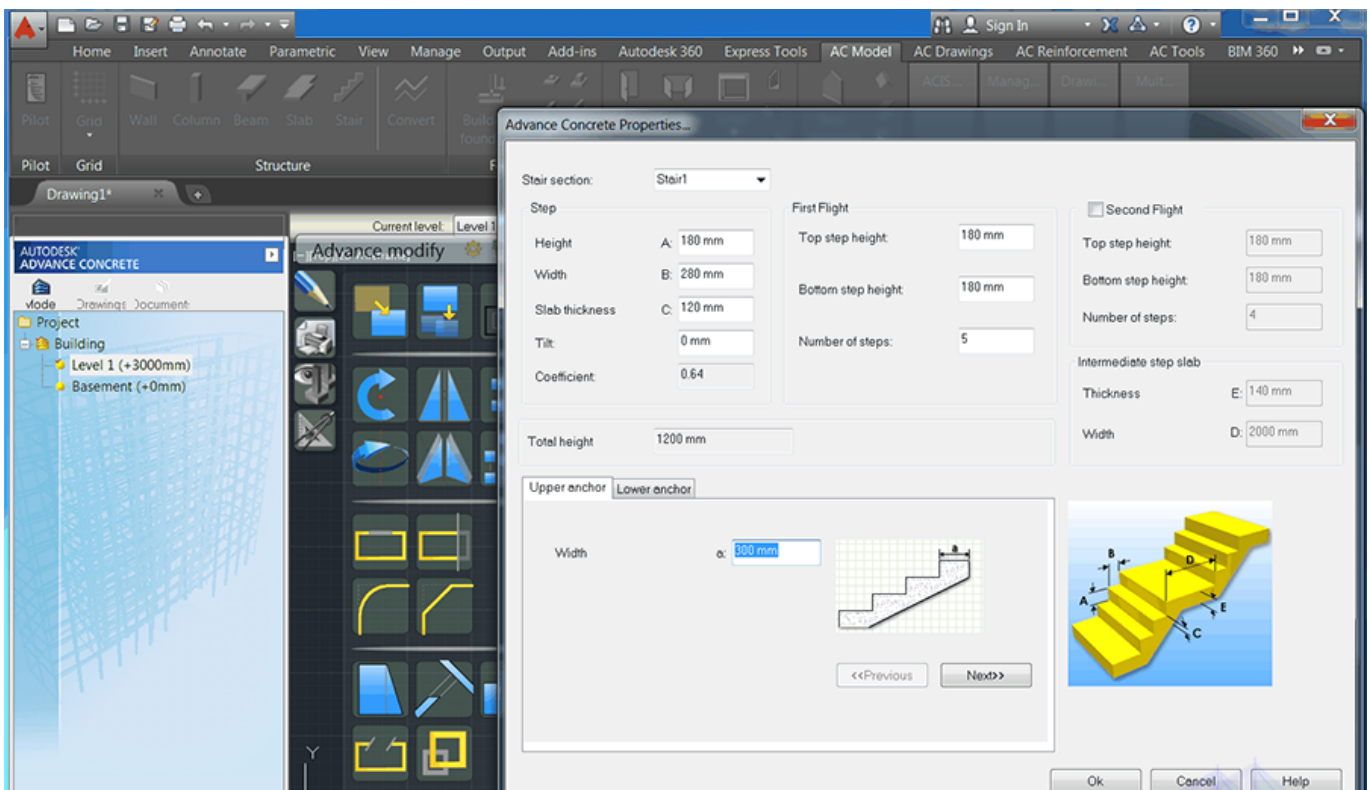 Sign In
Home Insert Annotate Parametric View Manage Output Add-ins Autodesk 360 Express Tools AC Model AC Drawings AC Reinforcement AC Tools BIM 360
Pilot Grid Wall Column Beam Slab Stair Convert
ACIS... Manag... Drawi... Mult...
Pilot Grid Structure
Drawing1*
Current level: Level 1
AUTODESK®
ADVANCE CONCRETE
Drawings Document
Project
Building
Level 1 (+3000mm)
Basement (+0mm)
Advance modify
Y
Advance Concrete Properties...
X
Stair section: Stair1
Step
Height A: 180 mm
Width B: 280 mm
Slab thickness C: 120 mm
Tilt: 0 mm
Coefficient: 0.64
First Flight
Top step height: 180 mm
Bottom step height: 180 mm
Number of steps: 5
Second Flight
Top step height: 180 mm
Bottom step height: 180 mm
Number of steps: 4
Intermediate step slab
Thickness E: 140 mm
Width D: 2000 mm
Total height 1200 mm
Upper anchor Lower anchor
Width a: 300 mm
a
<<Previous Next>>
B
D
A
E
C
Ok Cancel Help